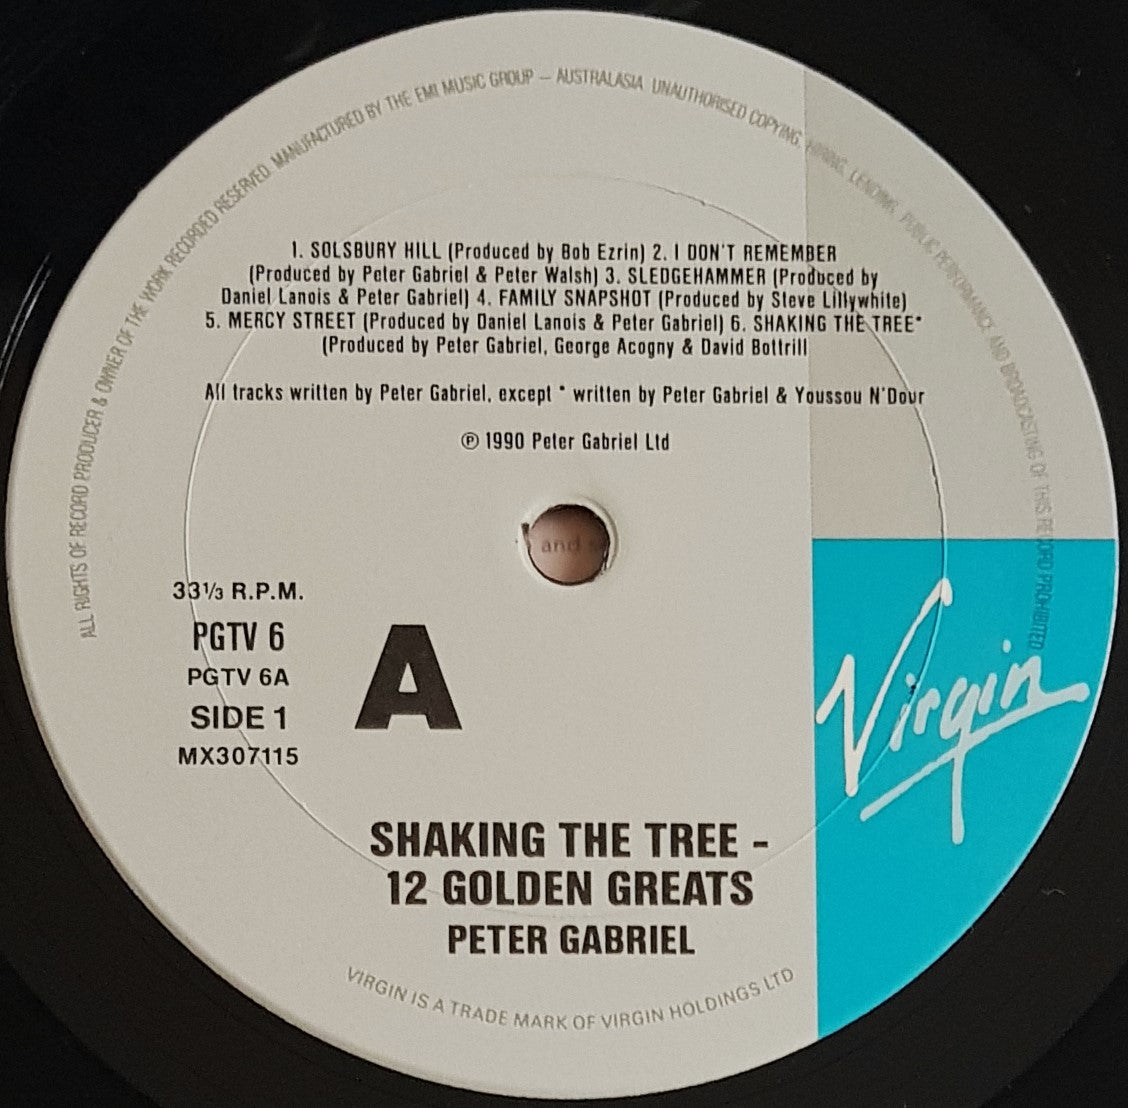 ALL RIGHTS OF RECORD PRODUCER & OWNER OF THE WORK RECORDED RESERVED. MANUFACTURED BY THE EMI MUSIC GROUP – AUSTRALASIA UNAUTHORISED COPYING, HIRING, LENDING, PUBLIC PERFORMANCE AND BROADCASTING OF THIS RECORD PROHIBITED
1. SOLSBURY HILL (Produced by Bob Ezrin) 2. I DON'T REMEMBER
(Produced by Peter Gabriel & Peter Walsh) 3. SLEDGEHAMMER (Produced by
Daniel Lanois & Peter Gabriel) 4. FAMILY SNAPSHOT (Produced by Steve Lillywhite)
5. MERCY STREET (Produced by Daniel Lanois & Peter Gabriel) 6. SHAKING THE TREE*
(Produced by Peter Gabriel, George Acogny & David Bottrill
All tracks written by Peter Gabriel, except * written by Peter Gabriel & Youssou N'Dour
℗ 1990 Peter Gabriel Ltd
and
33⅓ R.P.M.
PGTV 6
PGTV 6A
SIDE 1
MX307115
A
Virgin
SHAKING THE TREE -
12 GOLDEN GREATS
PETER GABRIEL
VIRGIN IS A TRADE MARK OF VIRGIN HOLDINGS LTD